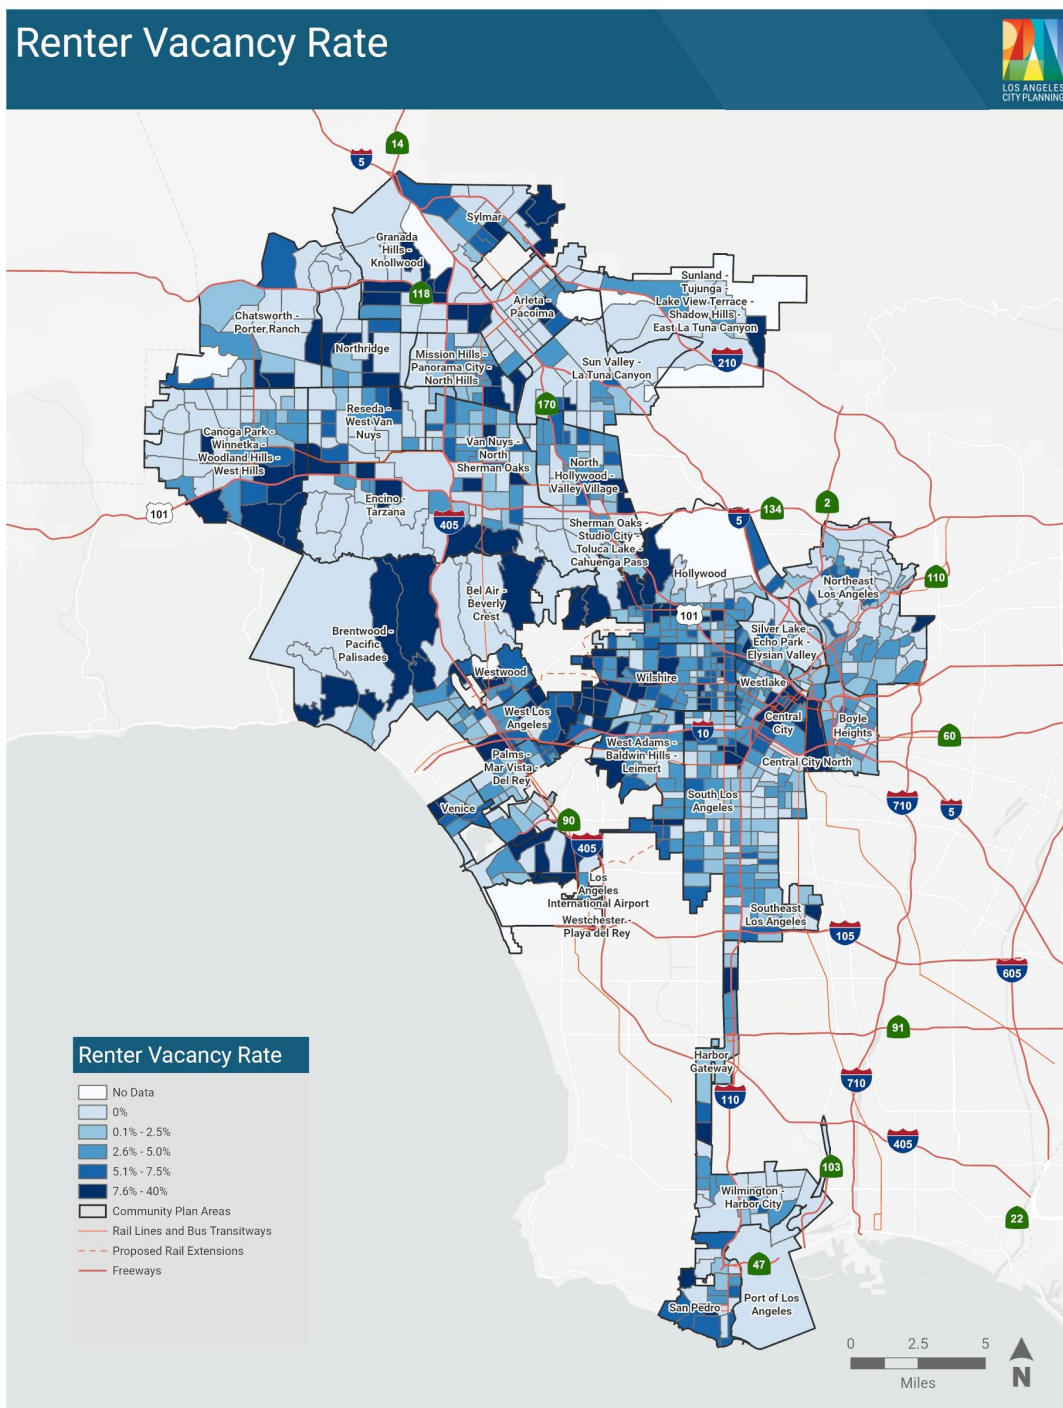 Renter Vacancy Rate
LOS ANGELES
CITY PLANNING
14
5
Sylmar
Granada
Hills -
Knollwood
118
Sunland -
Tujunga -
Lake View Terrace -
Shadow Hills -
East La Tuna Canyon
Arleta -
Pacoima
Chatsworth -
Porter Ranch
Northridge
Mission Hills -
Panorama City -
North Hills
Sun Valley -
La Tuna Canyon
210
170
Reseda -
West Van
Nuys
Canoga Park -
Winnetka -
Woodland Hills -
West Hills
Van Nuys -
North
Sherman Oaks
North
Hollywood -
Valley Village
101
Encino -
Tarzana
405
Sherman Oaks -
Studio City -
Toluca Lake -
Cahuenga Pass
5
134
2
Hollywood
Northeast
Los Angeles
110
Bel Air -
Beverly
Crest
101
Brentwood -
Pacific
Palisades
Silver Lake -
Echo Park -
Elysian Valley
Westwood
Wilshire
Westlake
West Los
Angeles
Central
City
Boyle
Heights
10
60
West Adams -
Baldwin Hills -
Leimert
Central City North
Palms -
Mar Vista -
Del Rey
Venice
South Los
Angeles
710
5
90
405
Los
Angeles
International Airport
Westchester -
Playa del Rey
Southeast
Los Angeles
105
605
91
Harbor
Gateway
710
110
405
103
Wilmington -
Harbor City
22
47
San Pedro
Port of Los
Angeles
Renter Vacancy Rate
No Data
0%
0.1% - 2.5%
2.6% - 5.0%
5.1% - 7.5%
7.6% - 40%
Community Plan Areas
Rail Lines and Bus Transitways
Proposed Rail Extensions
Freeways
0 2.5 5
Miles
N